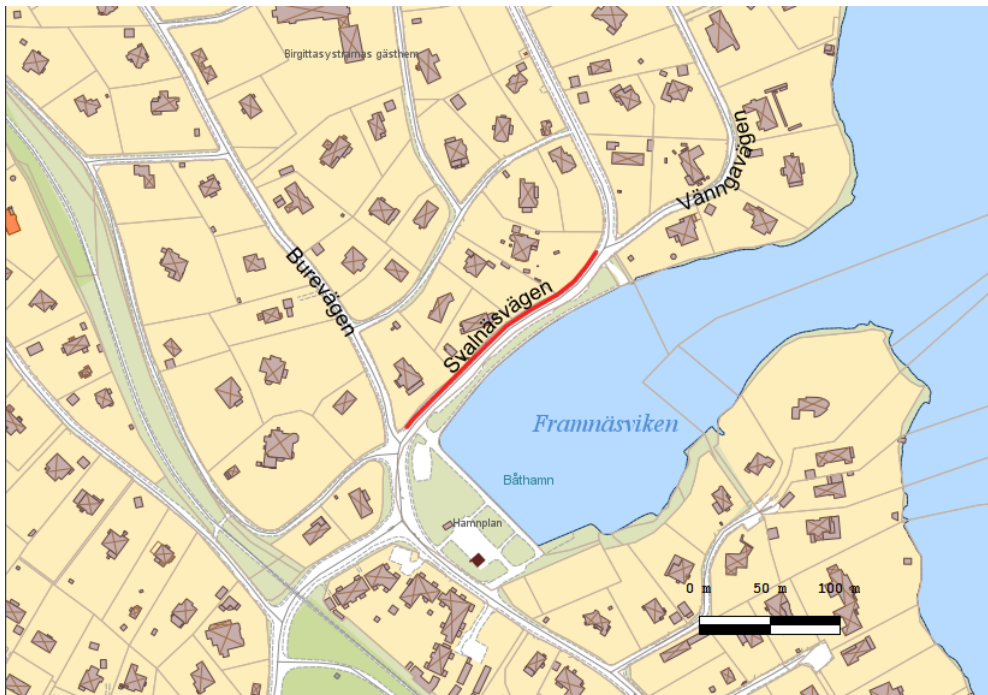 Birgittasystrarnas gästhem
Vänngavägen
Burevägen
Svalnäsvägen
Framnäsviken
Båthamn
Hamnplan
0 m 50 m 100 m